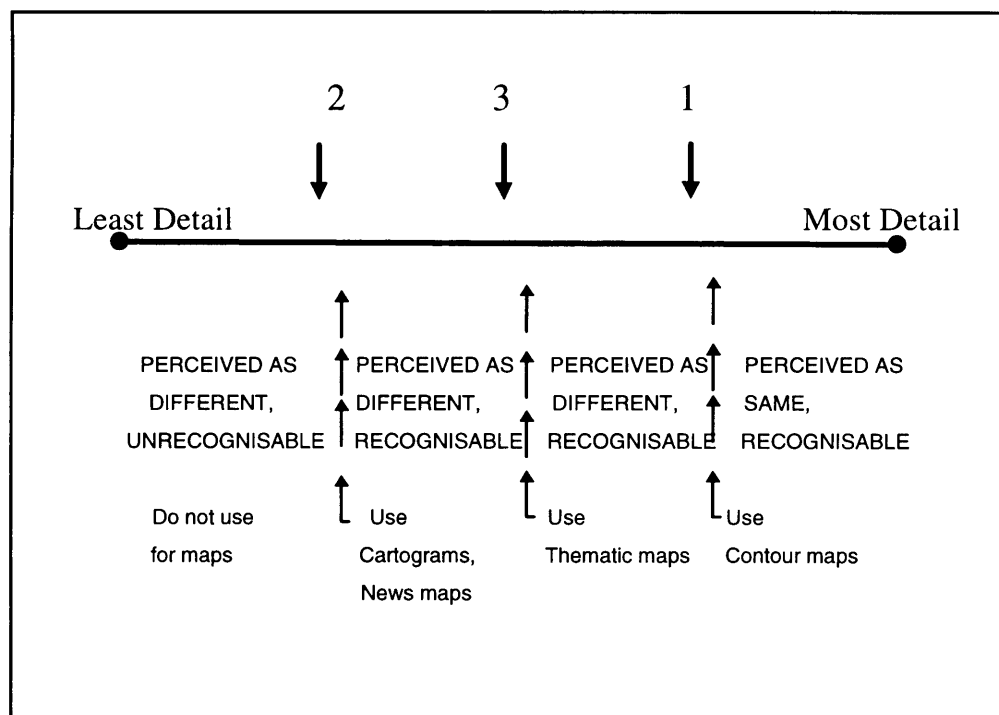 2 3 1
Least Detail Most Detail
PERCEIVED AS
DIFFERENT,
UNRECOGNISABLE
PERCEIVED AS
DIFFERENT,
RECOGNISABLE
PERCEIVED AS
DIFFERENT,
RECOGNISABLE
PERCEIVED AS
SAME,
RECOGNISABLE
Do not use
for maps
Use
Cartograms,
News maps
Use
Thematic maps
Use
Contour maps